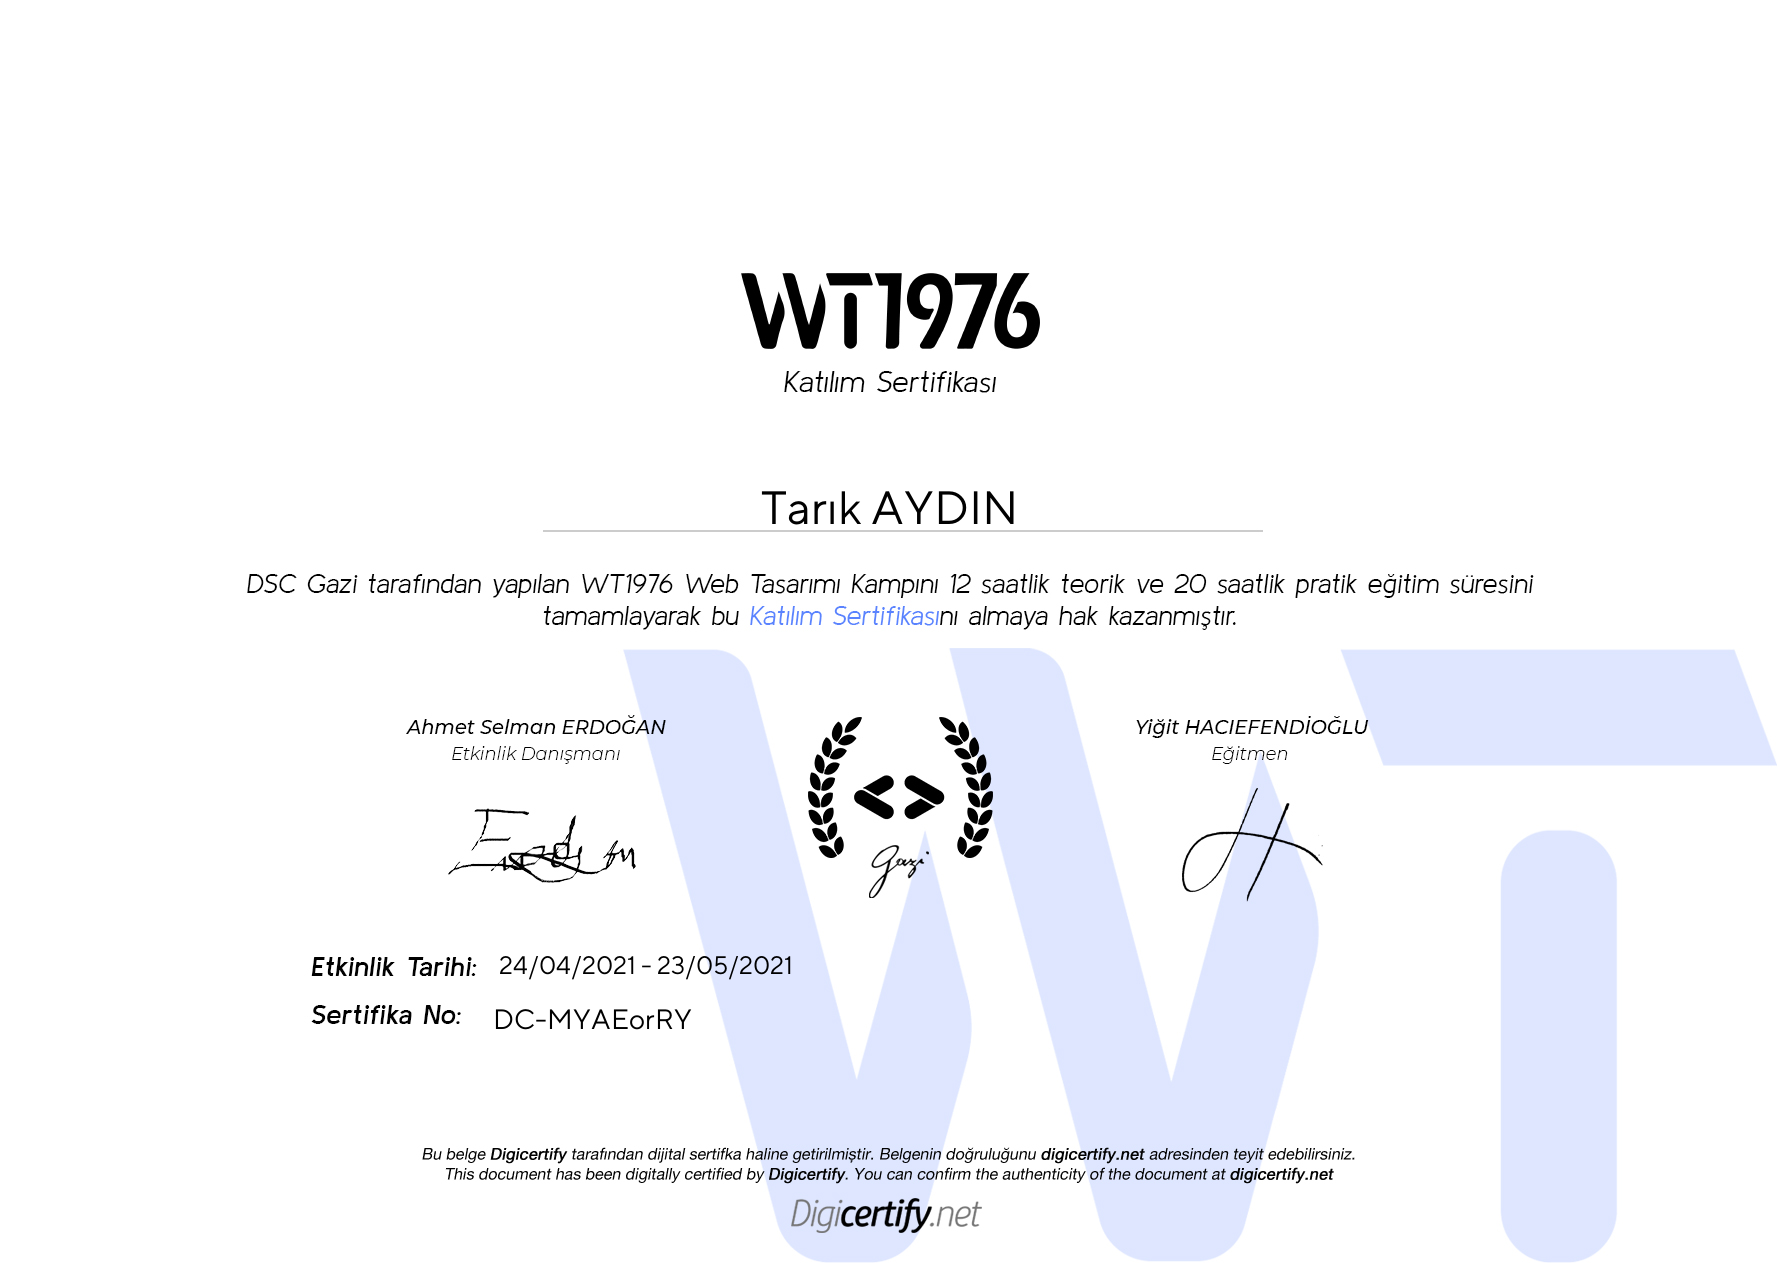 WT1976
Katılım Sertifikası
Tarık AYDIN
DSC Gazi tarafından yapılan WT1976 Web Tasarımı Kampını 12 saatlik teorik ve 20 saatlik pratik eğitim süresini
tamamlayarak bu Katılım Sertifikasını almaya hak kazanmıştır.
Ahmet Selman ERDOĞAN
Etkinlik Danışmanı
Yiğit HACIEFENDİOĞLU
Eğitmen
< >
Gazi
Etkinlik Tarihi: 24/04/2021 - 23/05/2021
Sertifika No: DC-MYAEorRY
WT
Bu belge Digicertify tarafından dijital sertifka haline getirilmiştir. Belgenin doğruluğunu digicertify.net adresinden teyit edebilirsiniz.
This document has been digitally certified by Digicertify. You can confirm the authenticity of the document at digicertify.net
Digicertify.net